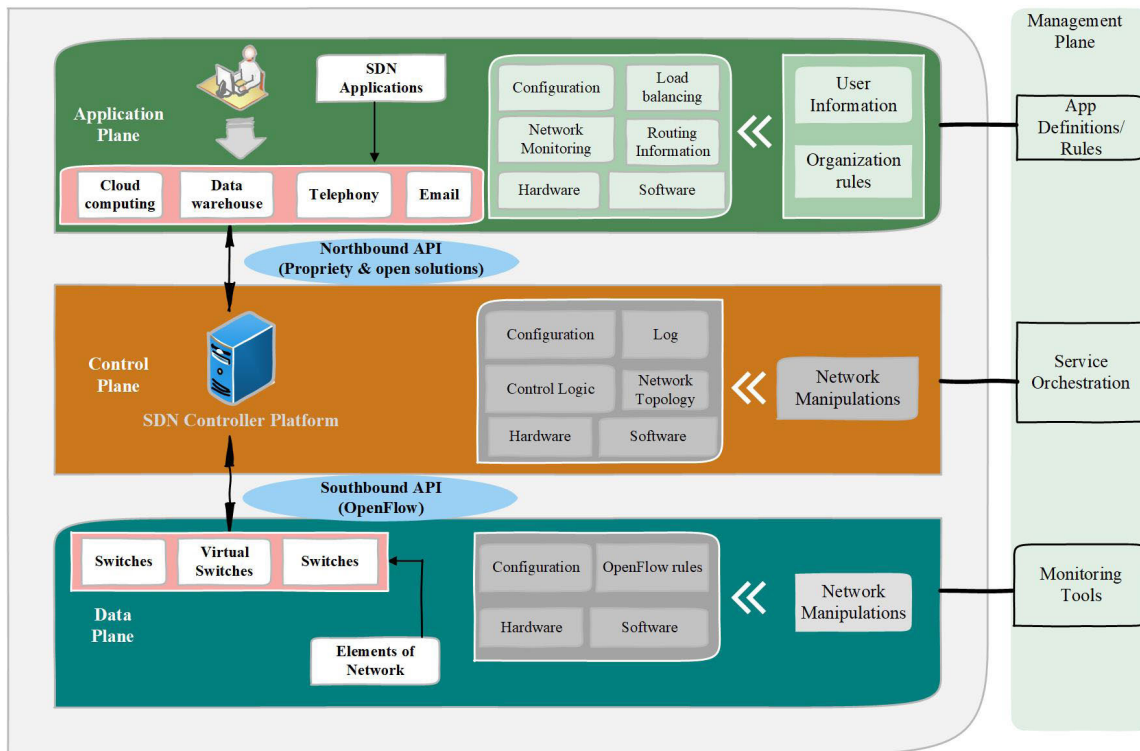 Management
Plane
Application
Plane
SDN
Applications
Cloud
computing
Data
warehouse
Telephony
Email
Configuration
Load
balancing
Network
Monitoring
Routing
Information
Hardware
Software
User
Information
Organization
rules
App
Definitions/
Rules
Northbound API
(Propriety & open solutions)
Control
Plane
SDN Controller Platform
Configuration
Log
Control Logic
Network
Topology
Hardware
Software
Network
Manipulations
Service
Orchestration
Southbound API
(OpenFlow)
Switches
Virtual
Switches
Switches
Data
Plane
Elements of
Network
Configuration
OpenFlow rules
Hardware
Software
Network
Manipulations
Monitoring
Tools